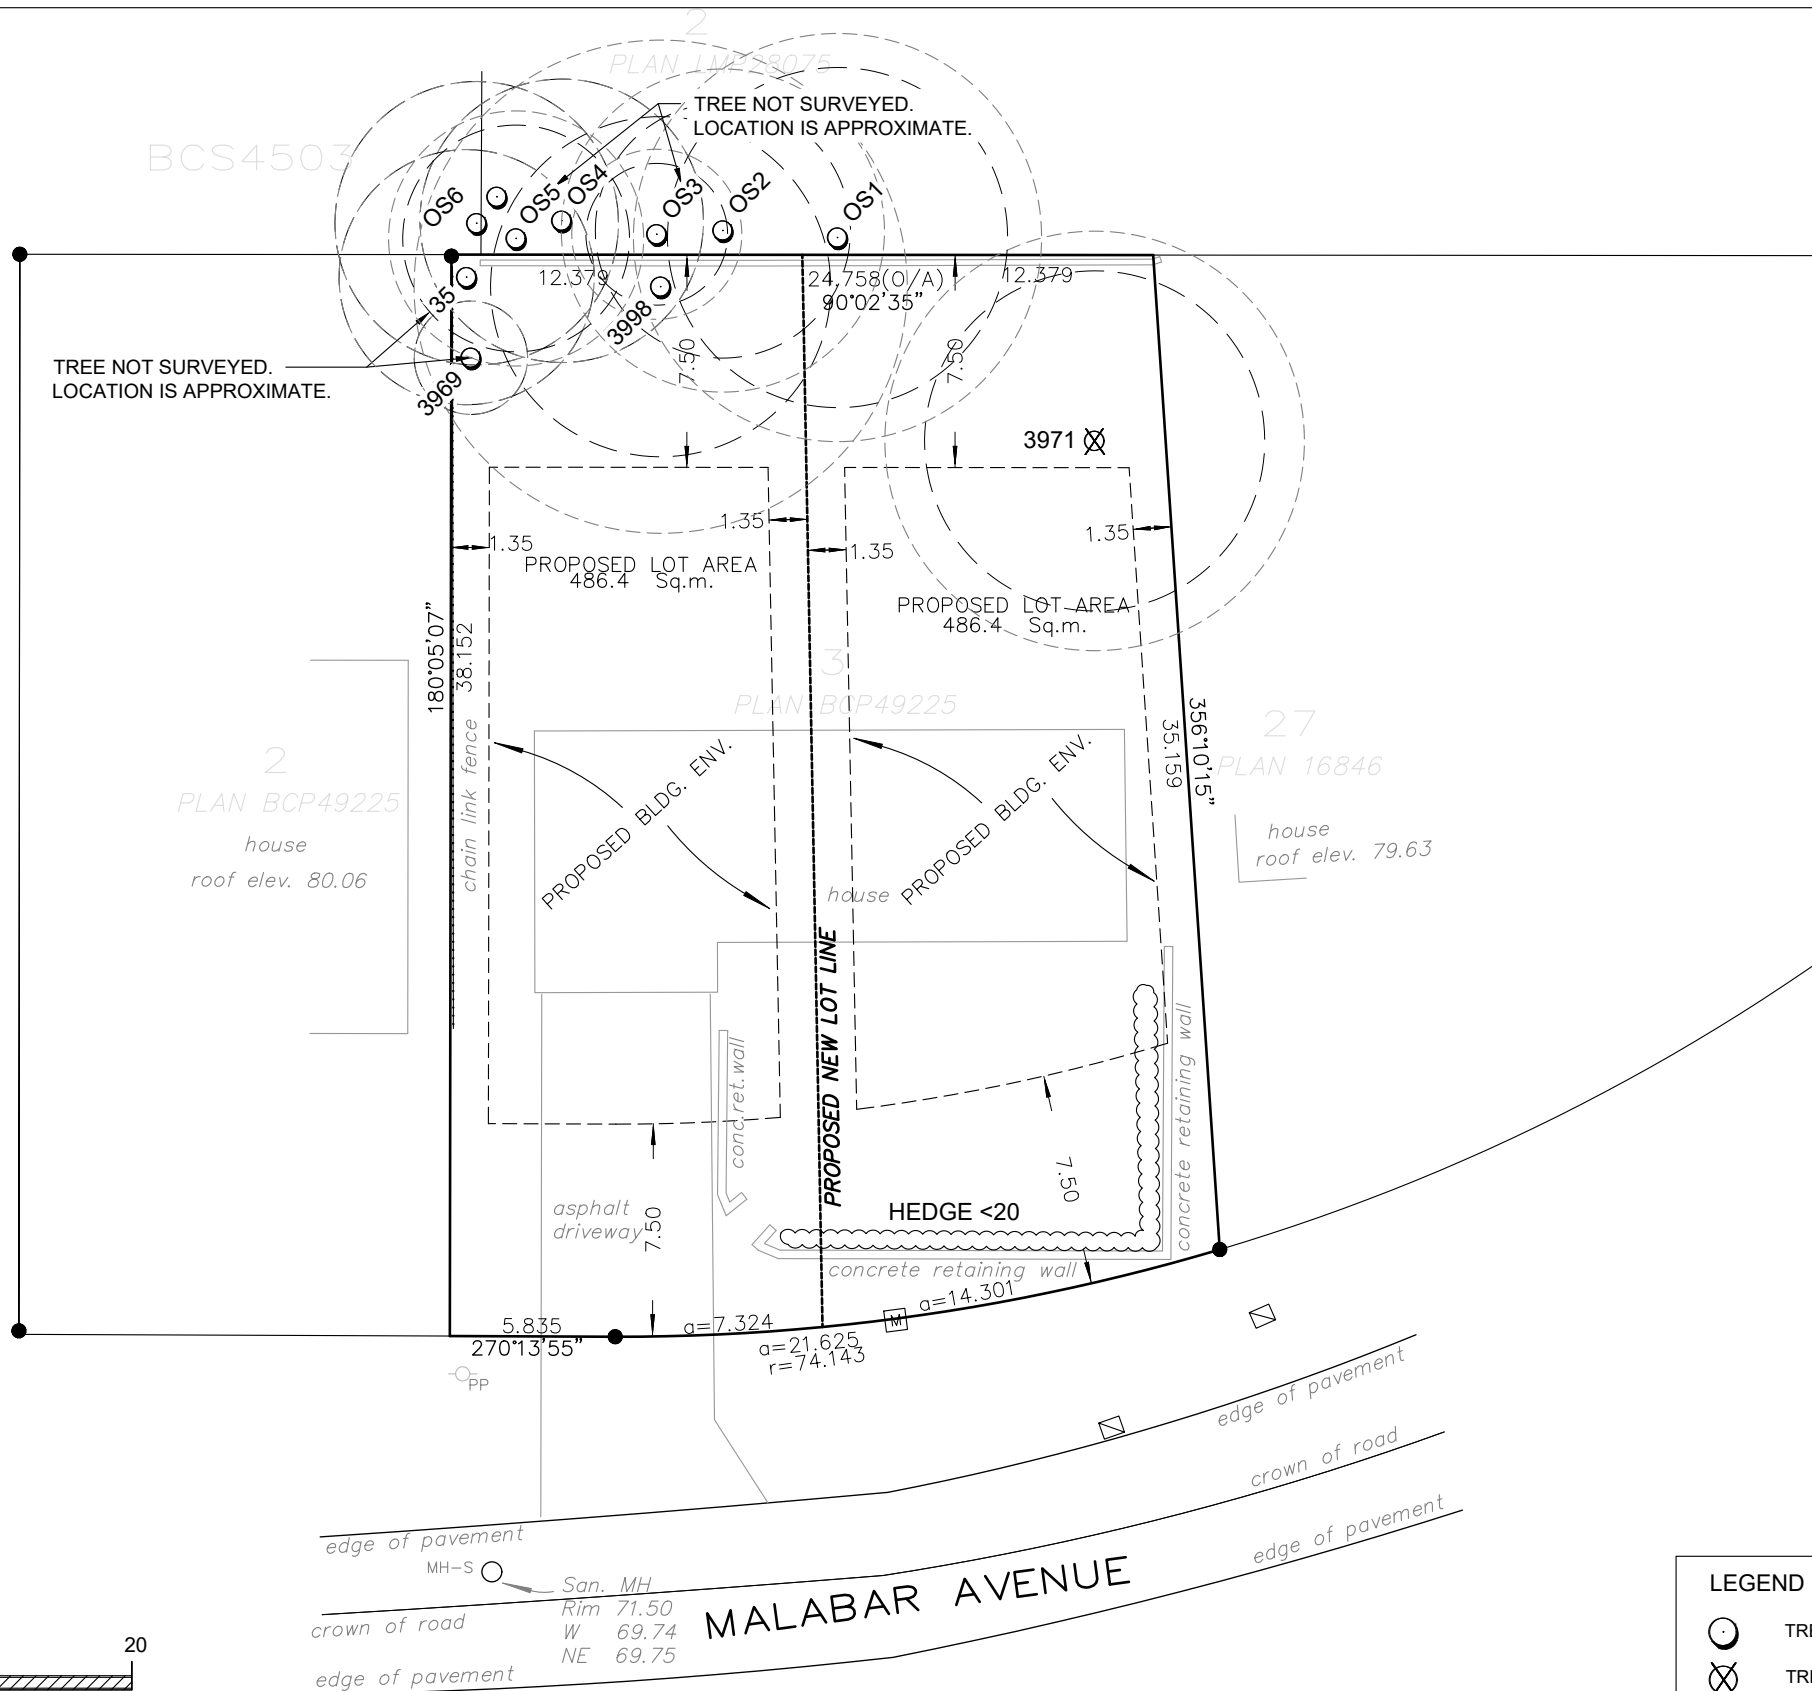 2
PLAN LMP28075
TREE NOT SURVEYED.
LOCATION IS APPROXIMATE.
BCS4503
OS6
OS5
OS4
OS3
OS2
OS1
12.379
24.758(O/A)
12.379
90°02'35"
35
3998
7.50
7.50
TREE NOT SURVEYED.
LOCATION IS APPROXIMATE.
3969
3971
1.35
1.35
1.35
1.35
PROPOSED LOT AREA
486.4 Sq.m.
PROPOSED LOT AREA
486.4 Sq.m.
180°05'07"
38.152
chain link fence
3
PLAN BCP49225
2
PLAN BCP49225
house
roof elev. 80.06
PROPOSED BLDG. ENV.
PROPOSED BLDG. ENV.
house
35.159
356°10'15"
27
PLAN 16846
house
roof elev. 79.63
PROPOSED NEW LOT LINE
conc.ret.wall
concrete retaining wall
7.50
asphalt
driveway
7.50
HEDGE <20
concrete retaining wall
a=14.301
M
5.835
270°13'55"
a=7.324
a=21.625
r=74.143
PP
edge of pavement
crown of road
edge of pavement
edge of pavement
MH-S
San. MH
Rim 71.50
W 69.74
NE 69.75
crown of road
edge of pavement
MALABAR AVENUE
20
LEGEND